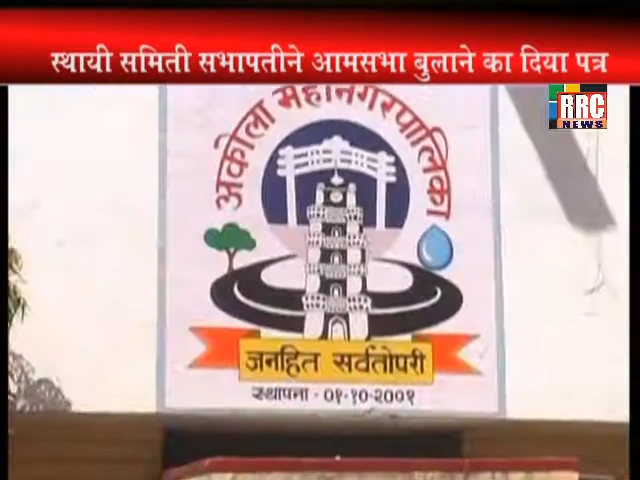 स्थायी समिती सभापतीने आमसभा बुलाने का दिया पत्र
RRC
NEWS
अकोला महानगरपालिका
जनहित सर्वतोपरी
स्थापना - ०१-१०-२००१